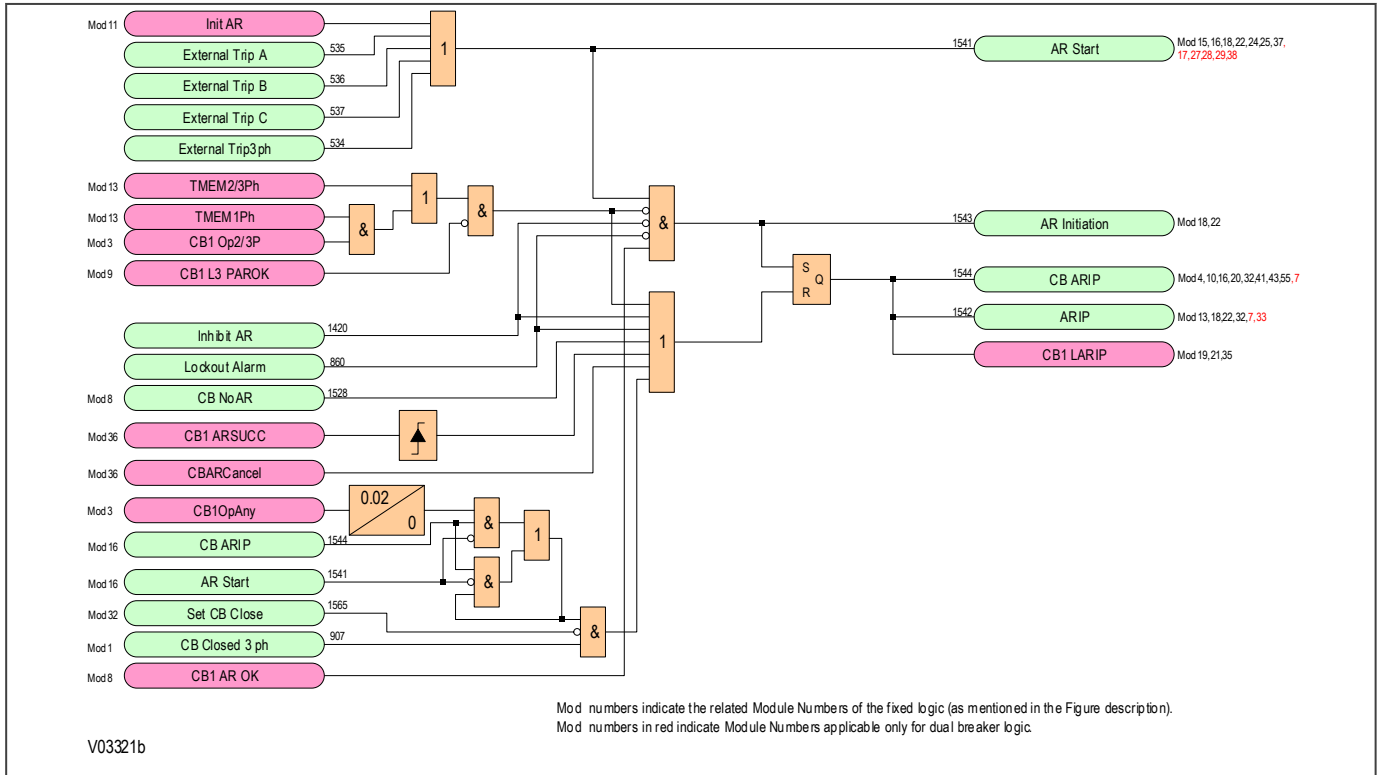 Mod 11 Init AR
External Trip A 535
External Trip B 536
External Trip C 537
External Trip3ph 534
1
1541 AR Start Mod 15,16,18,22,24,25,37,
17,27,28,29,38
Mod 13 TMEM2/3Ph
Mod 13 TMEM1Ph
Mod 3 CB1 Op2/3P
Mod 9 CB1 L3 PAROK
&
1
&
&
1543 AR Initiation Mod 18,22
Inhibit AR 1420
Lockout Alarm 860
Mod 8 CB NoAR 1528
Mod 36 CB1 ARSUCC
Mod 36 CBARCancel
1
S
Q
R
1544 CB ARIP Mod 4,10,16,20,32,41,43,55,7
1542 ARIP Mod 13,18,22,32,7,33
CB1 LARIP Mod 19,21,35
Mod 3 CB1OpAny
0.02
0
Mod 16 CB ARIP 1544
Mod 16 AR Start 1541
Mod 32 Set CB Close 1565
Mod 1 CB Closed 3 ph 907
Mod 8 CB1 AR OK
&
1
&
&
Mod numbers indicate the related Module Numbers of the fixed logic (as mentioned in the Figure description).
Mod numbers in red indicate Module Numbers applicable only for dual breaker logic.
V03321b